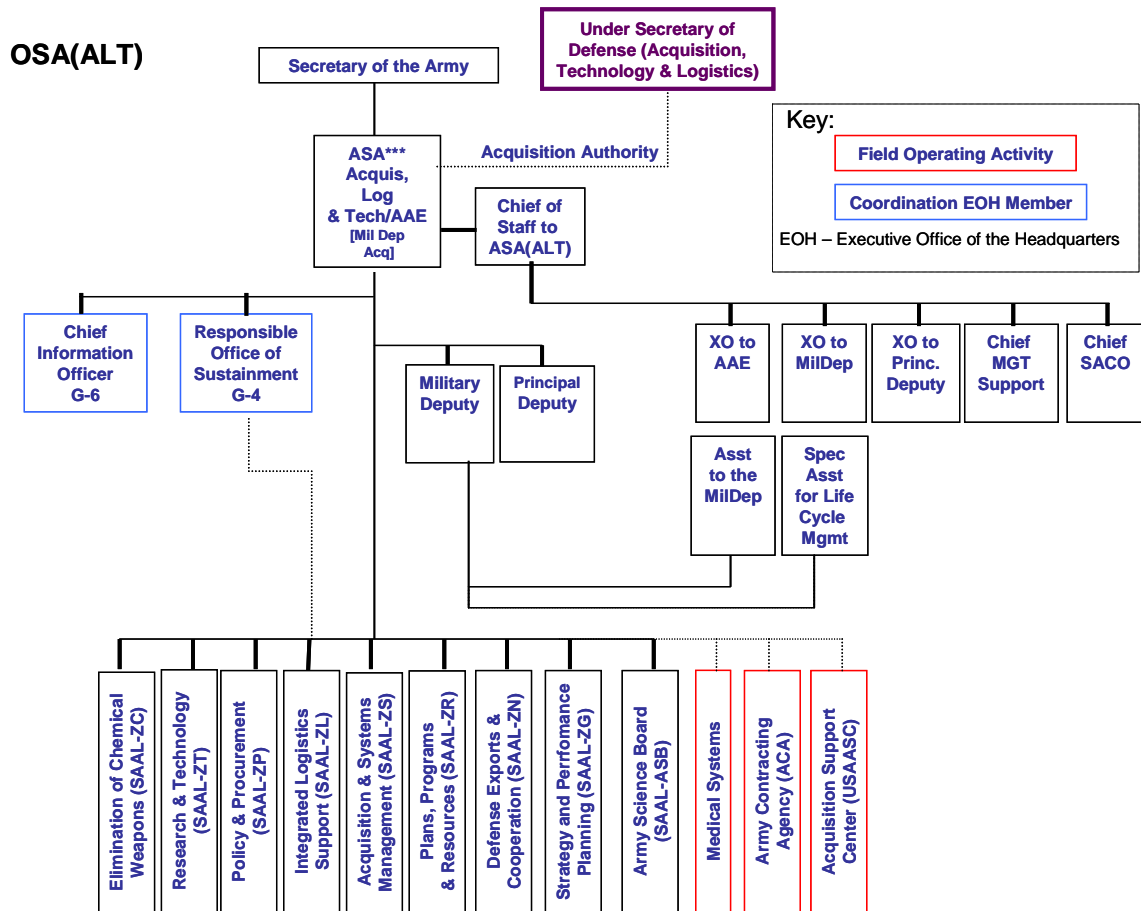 OSA(ALT)
Secretary of the Army
Under Secretary of
Defense (Acquisition,
Technology & Logistics)
Key:
Field Operating Activity
Coordination EOH Member
EOH – Executive Office of the Headquarters
ASA***
Acquis,
Log
& Tech/AAE
[Mil Dep
Acq]
Acquisition Authority
Chief of
Staff to
ASA(ALT)
Chief
Information
Officer
G-6
Responsible
Office of
Sustainment
G-4
Military
Deputy
Principal
Deputy
XO to
AAE
XO to
MilDep
XO to
Princ.
Deputy
Chief
MGT
Support
Chief
SACO
Asst
to the
MilDep
Spec
Asst
for Life
Cycle
Mgmt
Elimination of Chemical
Weapons (SAAL-ZC)
Research & Technology
(SAAL-ZT)
Policy & Procurement
(SAAL-ZP)
Integrated Logistics
Support (SAAL-ZL)
Acquisition & Systems
Management (SAAL-ZS)
Plans, Programs
& Resources (SAAL-ZR)
Defense Exports &
Cooperation (SAAL-ZN)
Strategy and Perrfomance
Planning (SAAL-ZG)
Army Science Board
(SAAL-ASB)
Medical Systems
Army Contracting
Agency (ACA)
Acquisition Support
Center (USAASC)